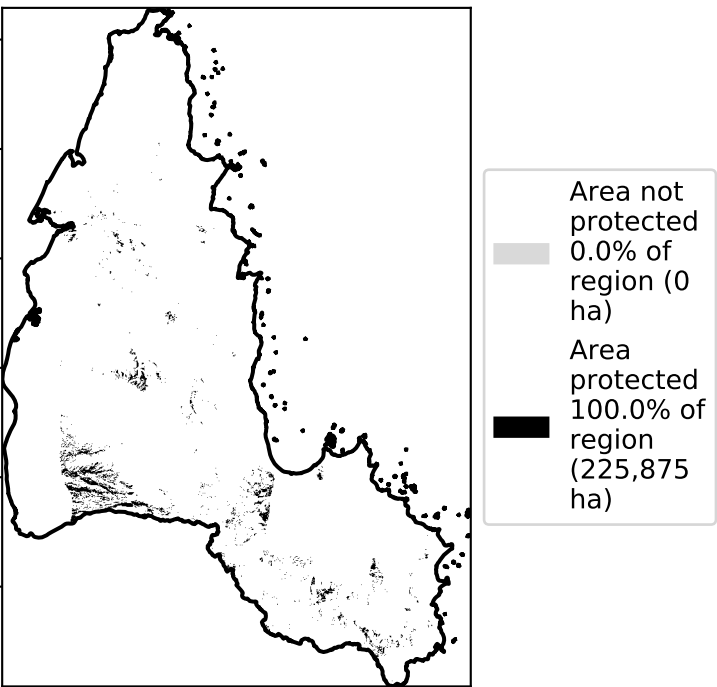 Area not
protected
0.0% of
region (0
ha)
Area
protected
100.0% of
region
(225,875
ha)